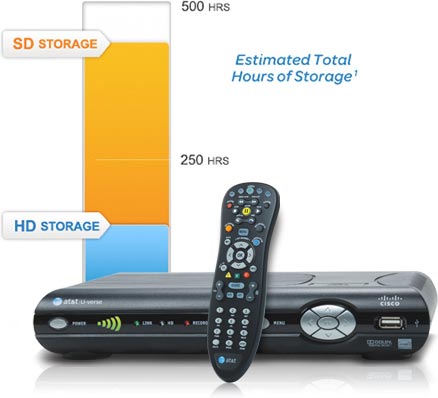 500 HRS
SD STORAGE
Estimated Total
Hours of Storage¹
250 HRS
HD STORAGE
at&t U-verse
CISCO
POWER
LINK
HD
RECORD
MENU
DOLBY
at&t